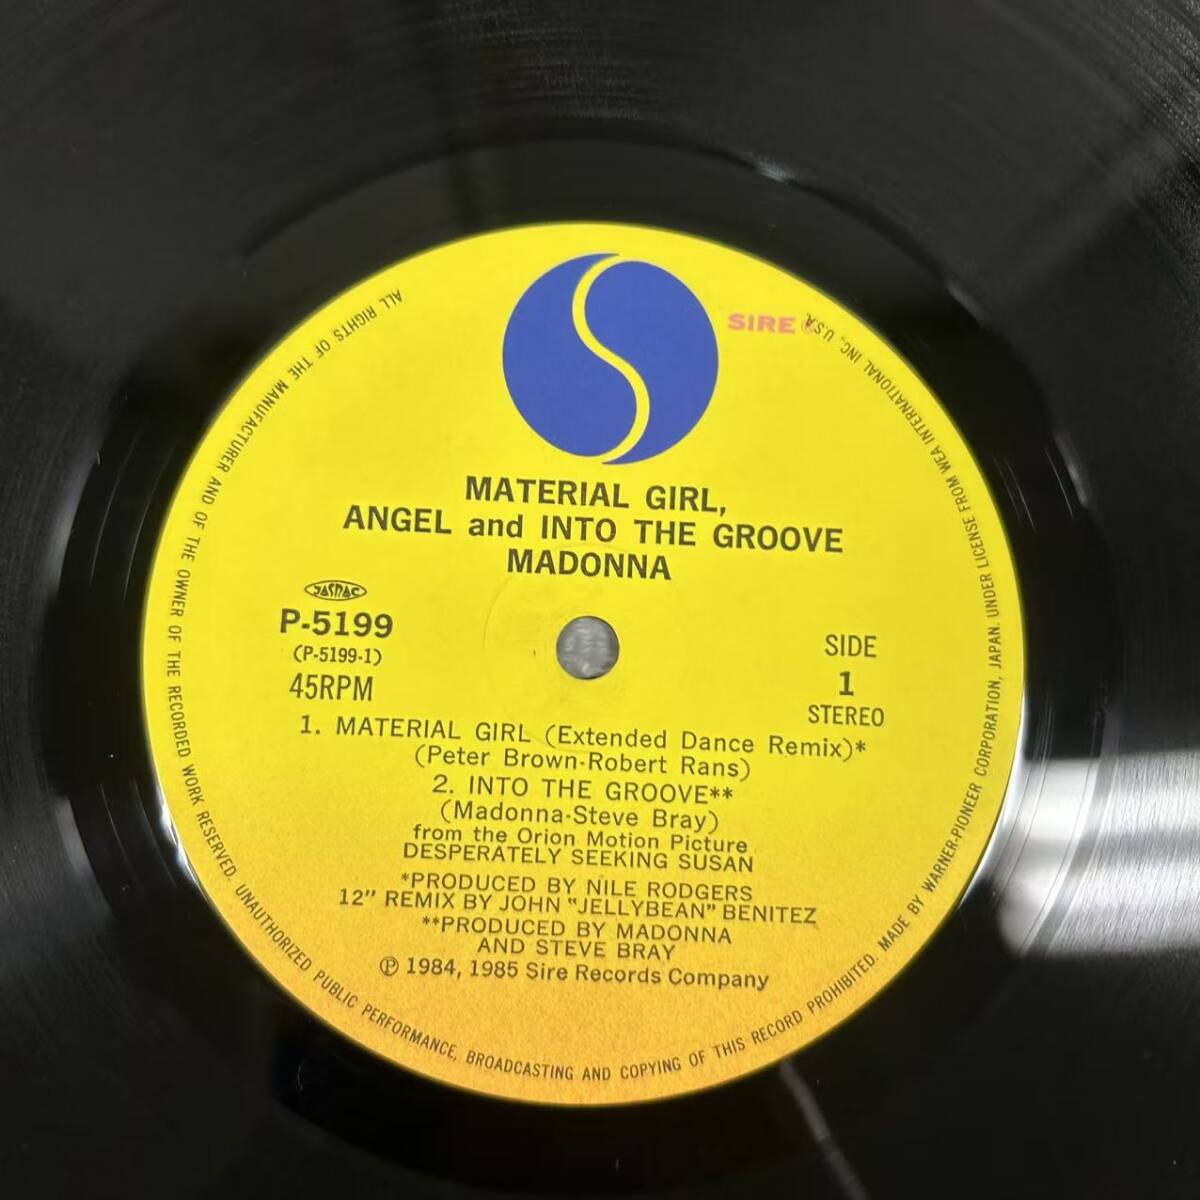 SIRE ®
MATERIAL GIRL,
ANGEL and INTO THE GROOVE
MADONNA
JASRAC
P-5199
(P-5199-1)
45RPM
SIDE
1
STEREO
1. MATERIAL GIRL (Extended Dance Remix)*
(Peter Brown-Robert Rans)
2. INTO THE GROOVE**
(Madonna-Steve Bray)
from the Orion Motion Picture
DESPERATELY SEEKING SUSAN
*PRODUCED BY NILE RODGERS
12" REMIX BY JOHN "JELLYBEAN" BENITEZ
**PRODUCED BY MADONNA
AND STEVE BRAY
Ⓟ 1984, 1985 Sire Records Company
ALL RIGHTS OF THE MANUFACTURER AND OF THE OWNER OF THE RECORDED WORK RESERVED. UNAUTHORIZED PUBLIC PERFORMANCE, BROADCASTING AND COPYING OF THIS RECORD PROHIBITED. MADE BY WARNER-PIONEER CORPORATION, JAPAN. UNDER LICENSE FROM WEA INTERNATIONAL INC., U.S.A.